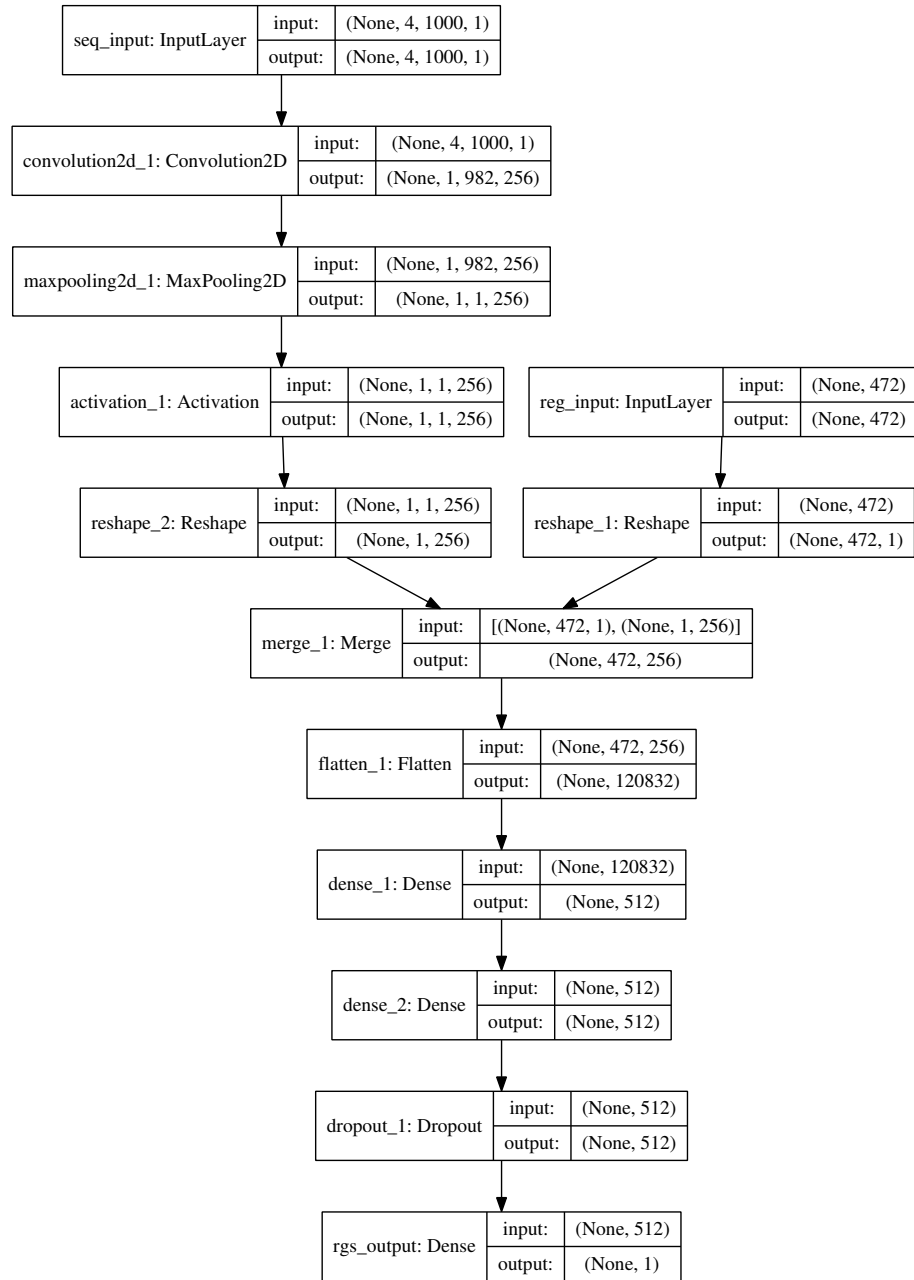 seq_input: InputLayer
input: (None, 4, 1000, 1)
output: (None, 4, 1000, 1)
convolution2d_1: Convolution2D
input: (None, 4, 1000, 1)
output: (None, 1, 982, 256)
maxpooling2d_1: MaxPooling2D
input: (None, 1, 982, 256)
output: (None, 1, 1, 256)
activation_1: Activation
input: (None, 1, 1, 256)
output: (None, 1, 1, 256)
reg_input: InputLayer
input: (None, 472)
output: (None, 472)
reshape_2: Reshape
input: (None, 1, 1, 256)
output: (None, 1, 256)
reshape_1: Reshape
input: (None, 472)
output: (None, 472, 1)
merge_1: Merge
input: [(None, 472, 1), (None, 1, 256)]
output: (None, 472, 256)
flatten_1: Flatten
input: (None, 472, 256)
output: (None, 120832)
dense_1: Dense
input: (None, 120832)
output: (None, 512)
dense_2: Dense
input: (None, 512)
output: (None, 512)
dropout_1: Dropout
input: (None, 512)
output: (None, 512)
rgs_output: Dense
input: (None, 512)
output: (None, 1)